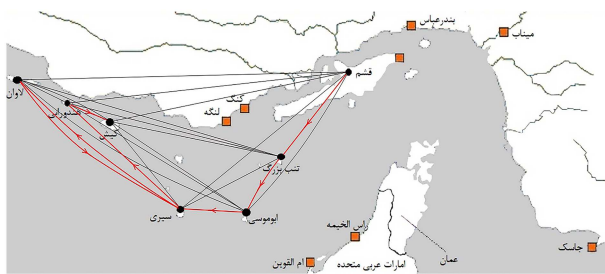 بندرعباس
میناب
قشم
لاوان
هندورابی
کنگ
لنگه
کیش
تنب بزرگ
ابوموسی
سیری
راس الخیمه
عمان
جاسک
ام القوین
امارات عربی متحده